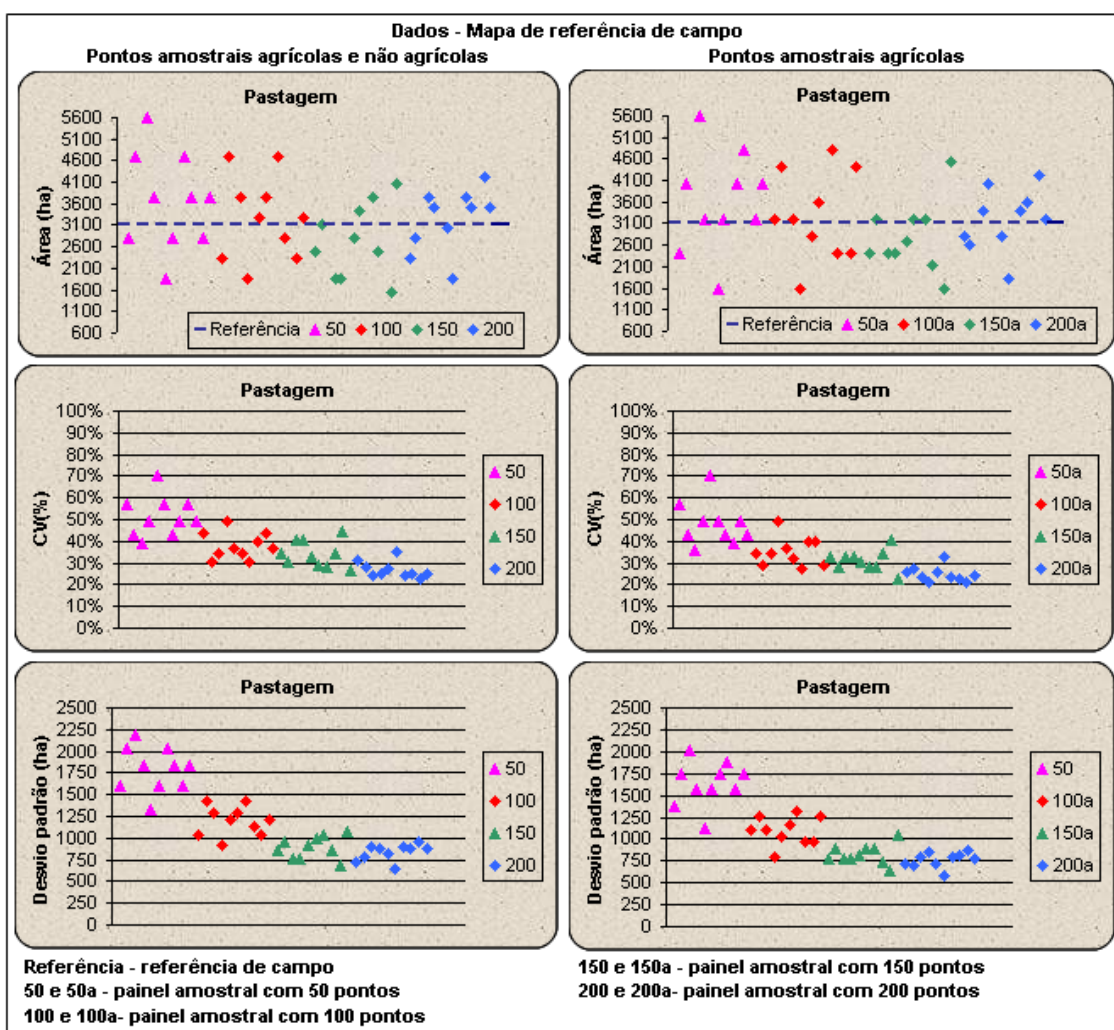 Dados - Mapa de referência de campo
Pontos amostrais agrícolas e não agrícolas
Pontos amostrais agrícolas
Pastagem
Área (ha)
5600
5100
4600
4100
3600
3100
2600
2100
1600
1100
600
Referência 50 100 150 200
Pastagem
Área (ha)
5600
5100
4600
4100
3600
3100
2600
2100
1600
1100
600
Referência 50a 100a 150a 200a
Pastagem
CV(%)
100%
90%
80%
70%
60%
50%
40%
30%
20%
10%
0%
50
100
150
200
Pastagem
CV(%)
100%
90%
80%
70%
60%
50%
40%
30%
20%
10%
0%
50a
100a
150a
200a
Pastagem
Desvio padrão (ha)
2500
2250
2000
1750
1500
1250
1000
750
500
250
0
50
100
150
200
Pastagem
Desvio padrão (ha)
2500
2250
2000
1750
1500
1250
1000
750
500
250
0
50
100a
150a
200a
Referência - referência de campo
50 e 50a - painel amostral com 50 pontos
100 e 100a- painel amostral com 100 pontos
150 e 150a - painel amostral com 150 pontos
200 e 200a- painel amostral com 200 pontos